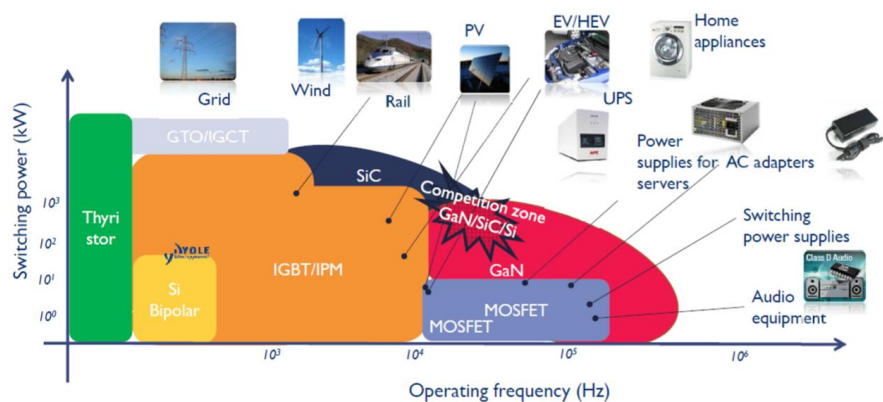 Grid
Wind
Rail
PV
EV/HEV
Home
appliances
UPS
Power
supplies for
servers
AC adapters
Switching
power supplies
Class D Audio
Audio
equipment
Switching power (kW)
10³
10²
10¹
10⁰
Thyri
stor
GTO/IGCT
SiC
Competition zone
GaN/SiC/Si
YOLE
Si
Bipolar
IGBT/IPM
GaN
MOSFET
MOSFET
10³
10⁴
10⁵
10⁶
Operating frequency (Hz)